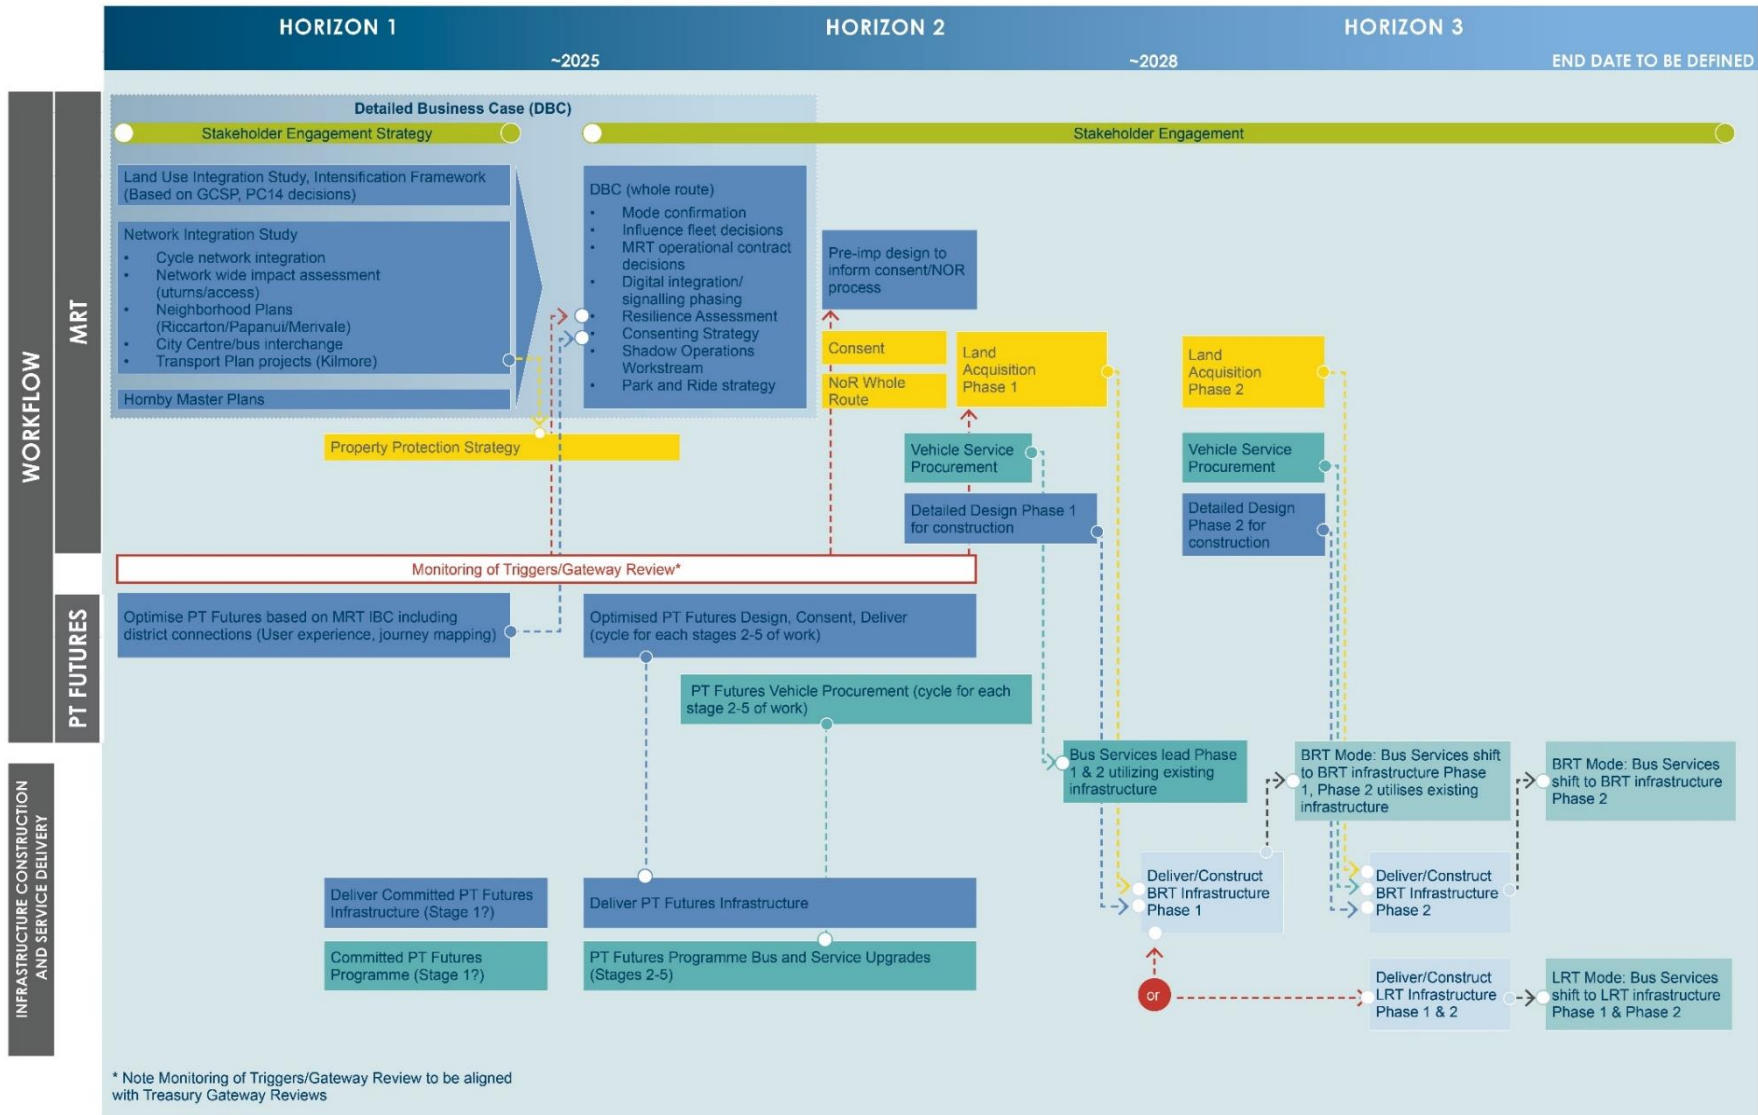 HORIZON 1
HORIZON 2
HORIZON 3
~2025
~2028
END DATE TO BE DEFINED
WORKFLOW
MRT
Detailed Business Case (DBC)
Stakeholder Engagement Strategy
Stakeholder Engagement
Land Use Integration Study, Intensification Framework
(Based on GCSP, PC14 decisions)
Network Integration Study
• Cycle network integration
• Network wide impact assessment
(uturns/access)
• Neighborhood Plans
(Riccarton/Papanui/Merivale)
• City Centre/bus interchange
• Transport Plan projects (Kilmore)
Hornby Master Plans
DBC (whole route)
• Mode confirmation
• Influence fleet decisions
• MRT operational contract
decisions
• Digital integration/
signalling phasing
• Resilience Assessment
• Consenting Strategy
• Shadow Operations
Workstream
• Park and Ride strategy
Pre-imp design to
inform consent/NOR
process
Consent
NoR Whole
Route
Land
Acquisition
Phase 1
Land
Acquisition
Phase 2
Property Protection Strategy
Vehicle Service
Procurement
Vehicle Service
Procurement
Detailed Design Phase 1
for construction
Detailed Design
Phase 2 for
construction
Monitoring of Triggers/Gateway Review*
PT FUTURES
Optimise PT Futures based on MRT IBC including
district connections (User experience, journey mapping)
Optimised PT Futures Design, Consent, Deliver
(cycle for each stages 2-5 of work)
PT Futures Vehicle Procurement (cycle for each
stage 2-5 of work)
INFRASTRUCTURE CONSTRUCTION
AND SERVICE DELIVERY
Bus Services lead Phase
1 & 2 utilizing existing
infrastructure
BRT Mode: Bus Services shift
to BRT infrastructure Phase
1, Phase 2 utilises existing
infrastructure
BRT Mode: Bus Services
shift to BRT infrastructure
Phase 2
Deliver Committed PT Futures
Infrastructure (Stage 1?)
Deliver PT Futures Infrastructure
Deliver/Construct
BRT Infrastructure
Phase 1
Deliver/Construct
BRT Infrastructure
Phase 2
Committed PT Futures
Programme (Stage 1?)
PT Futures Programme Bus and Service Upgrades
(Stages 2-5)
or
Deliver/Construct
LRT Infrastructure
Phase 1 & 2
LRT Mode: Bus Services
shift to LRT infrastructure
Phase 1 & Phase 2
* Note Monitoring of Triggers/Gateway Review to be aligned
with Treasury Gateway Reviews